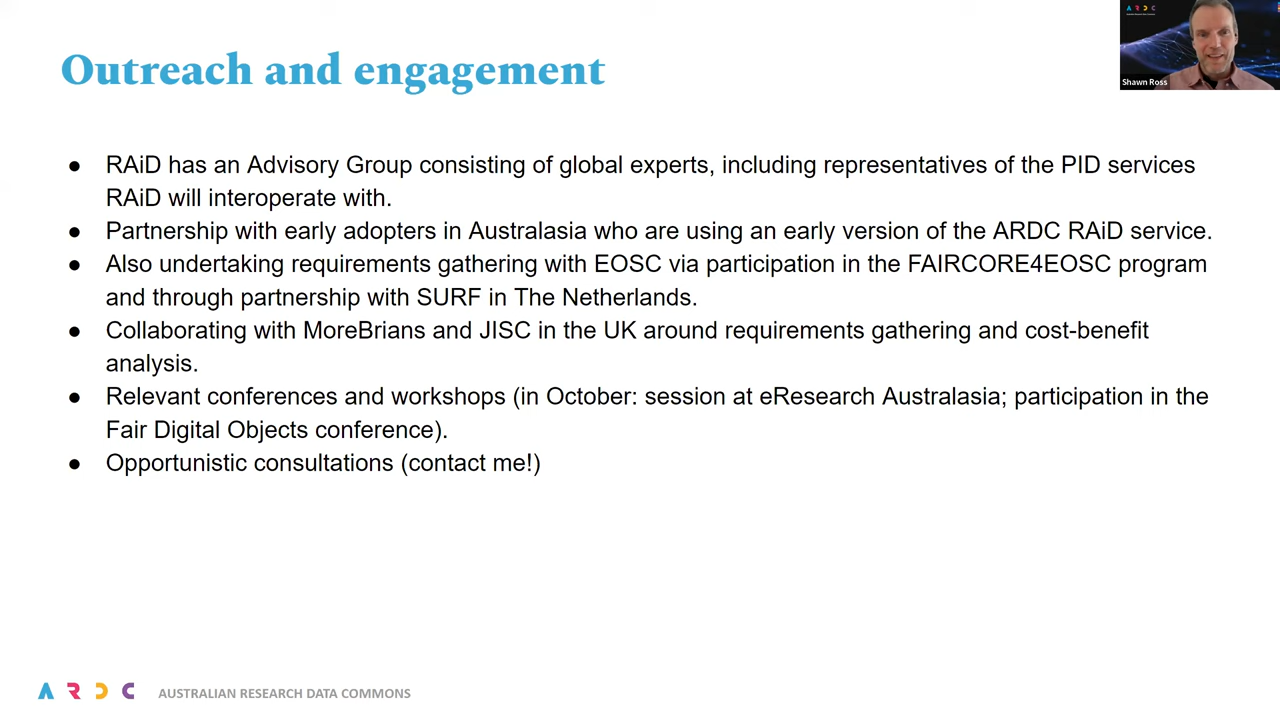 Outreach and engagement
A R D C
Shawn Ross
● RAiD has an Advisory Group consisting of global experts, including representatives of the PID services
RAiD will interoperate with.
● Partnership with early adopters in Australasia who are using an early version of the ARDC RAiD service.
● Also undertaking requirements gathering with EOSC via participation in the FAIRCORE4EOSC program
and through partnership with SURF in The Netherlands.
● Collaborating with MoreBrians and JISC in the UK around requirements gathering and cost-benefit
analysis.
● Relevant conferences and workshops (in October: session at eResearch Australasia; participation in the
Fair Digital Objects conference).
● Opportunistic consultations (contact me!)
A R D C AUSTRALIAN RESEARCH DATA COMMONS